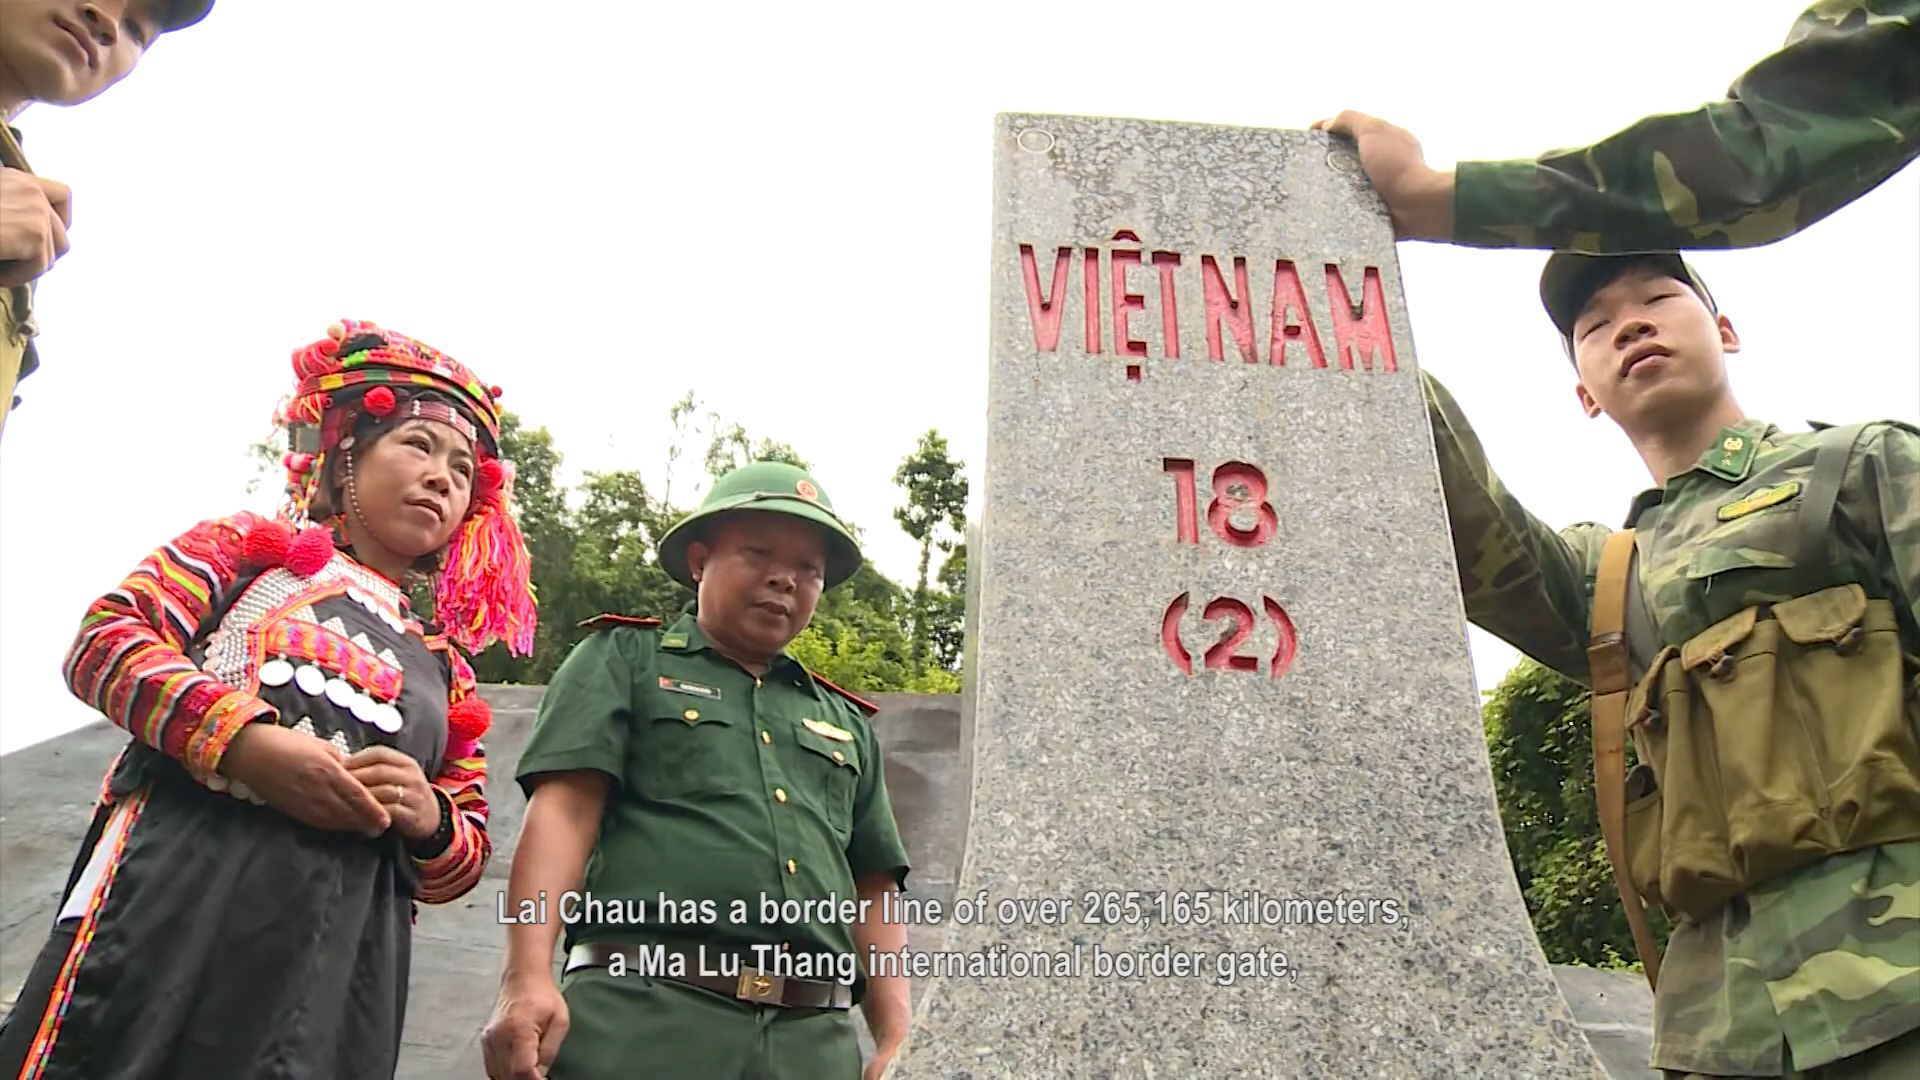 VIỆT NAM
18
(2)
Lai Chau has a border line of over 265,165 kilometers,
a Ma Lu Thang international border gate,